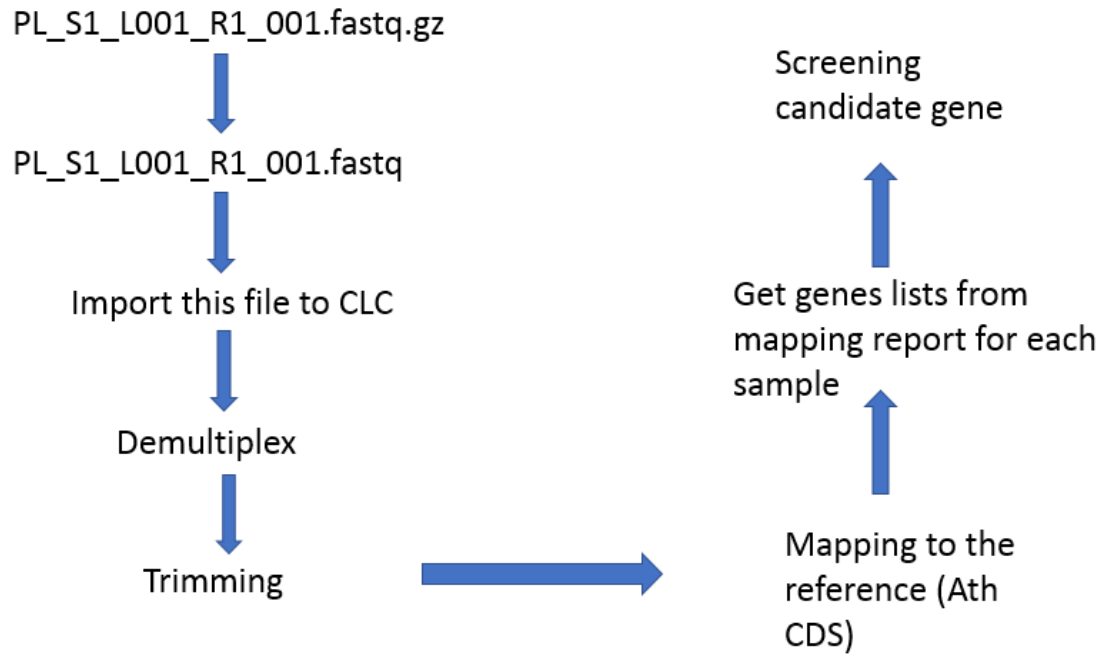 PL_S1_L001_R1_001.fastq.gz
PL_S1_L001_R1_001.fastq
Import this file to CLC
Demultiplex
Trimming
Mapping to the
reference (Ath
CDS)
Get genes lists from
mapping report for each
sample
Screening
candidate gene